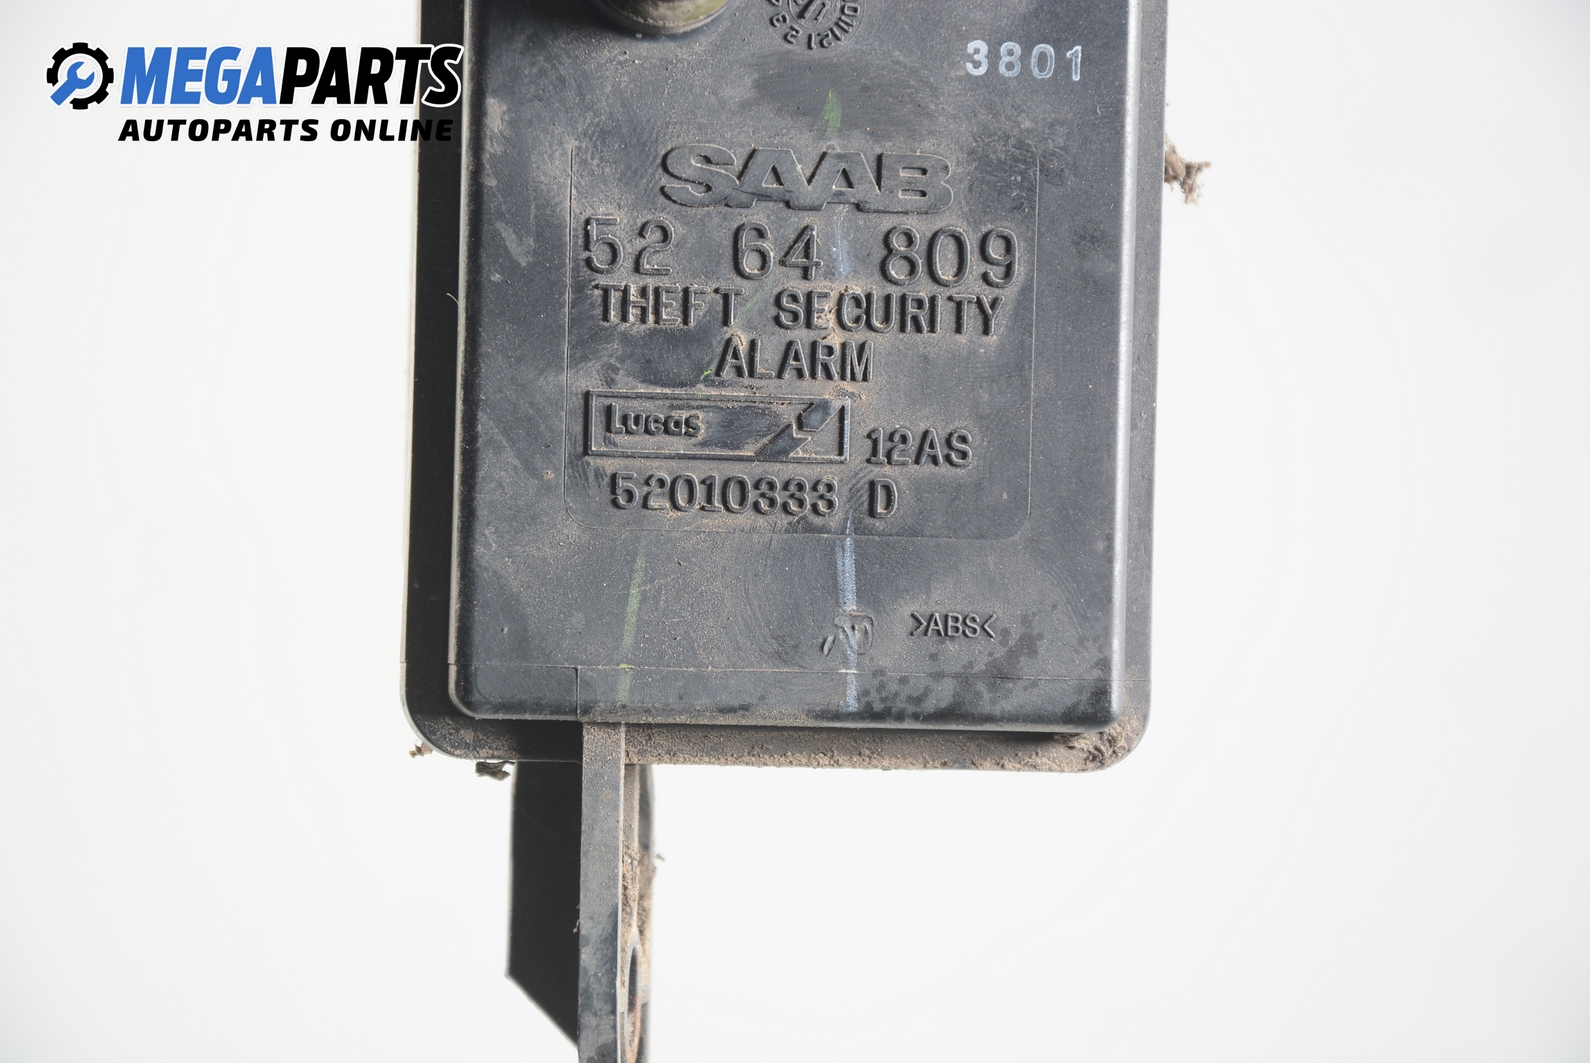 MEGAPARTS
AUTOPARTS ONLINE
3801
SAAB
52 64 809
THEFT SECURITY
ALARM
Lucas 12AS
52010333 D
>ABS<